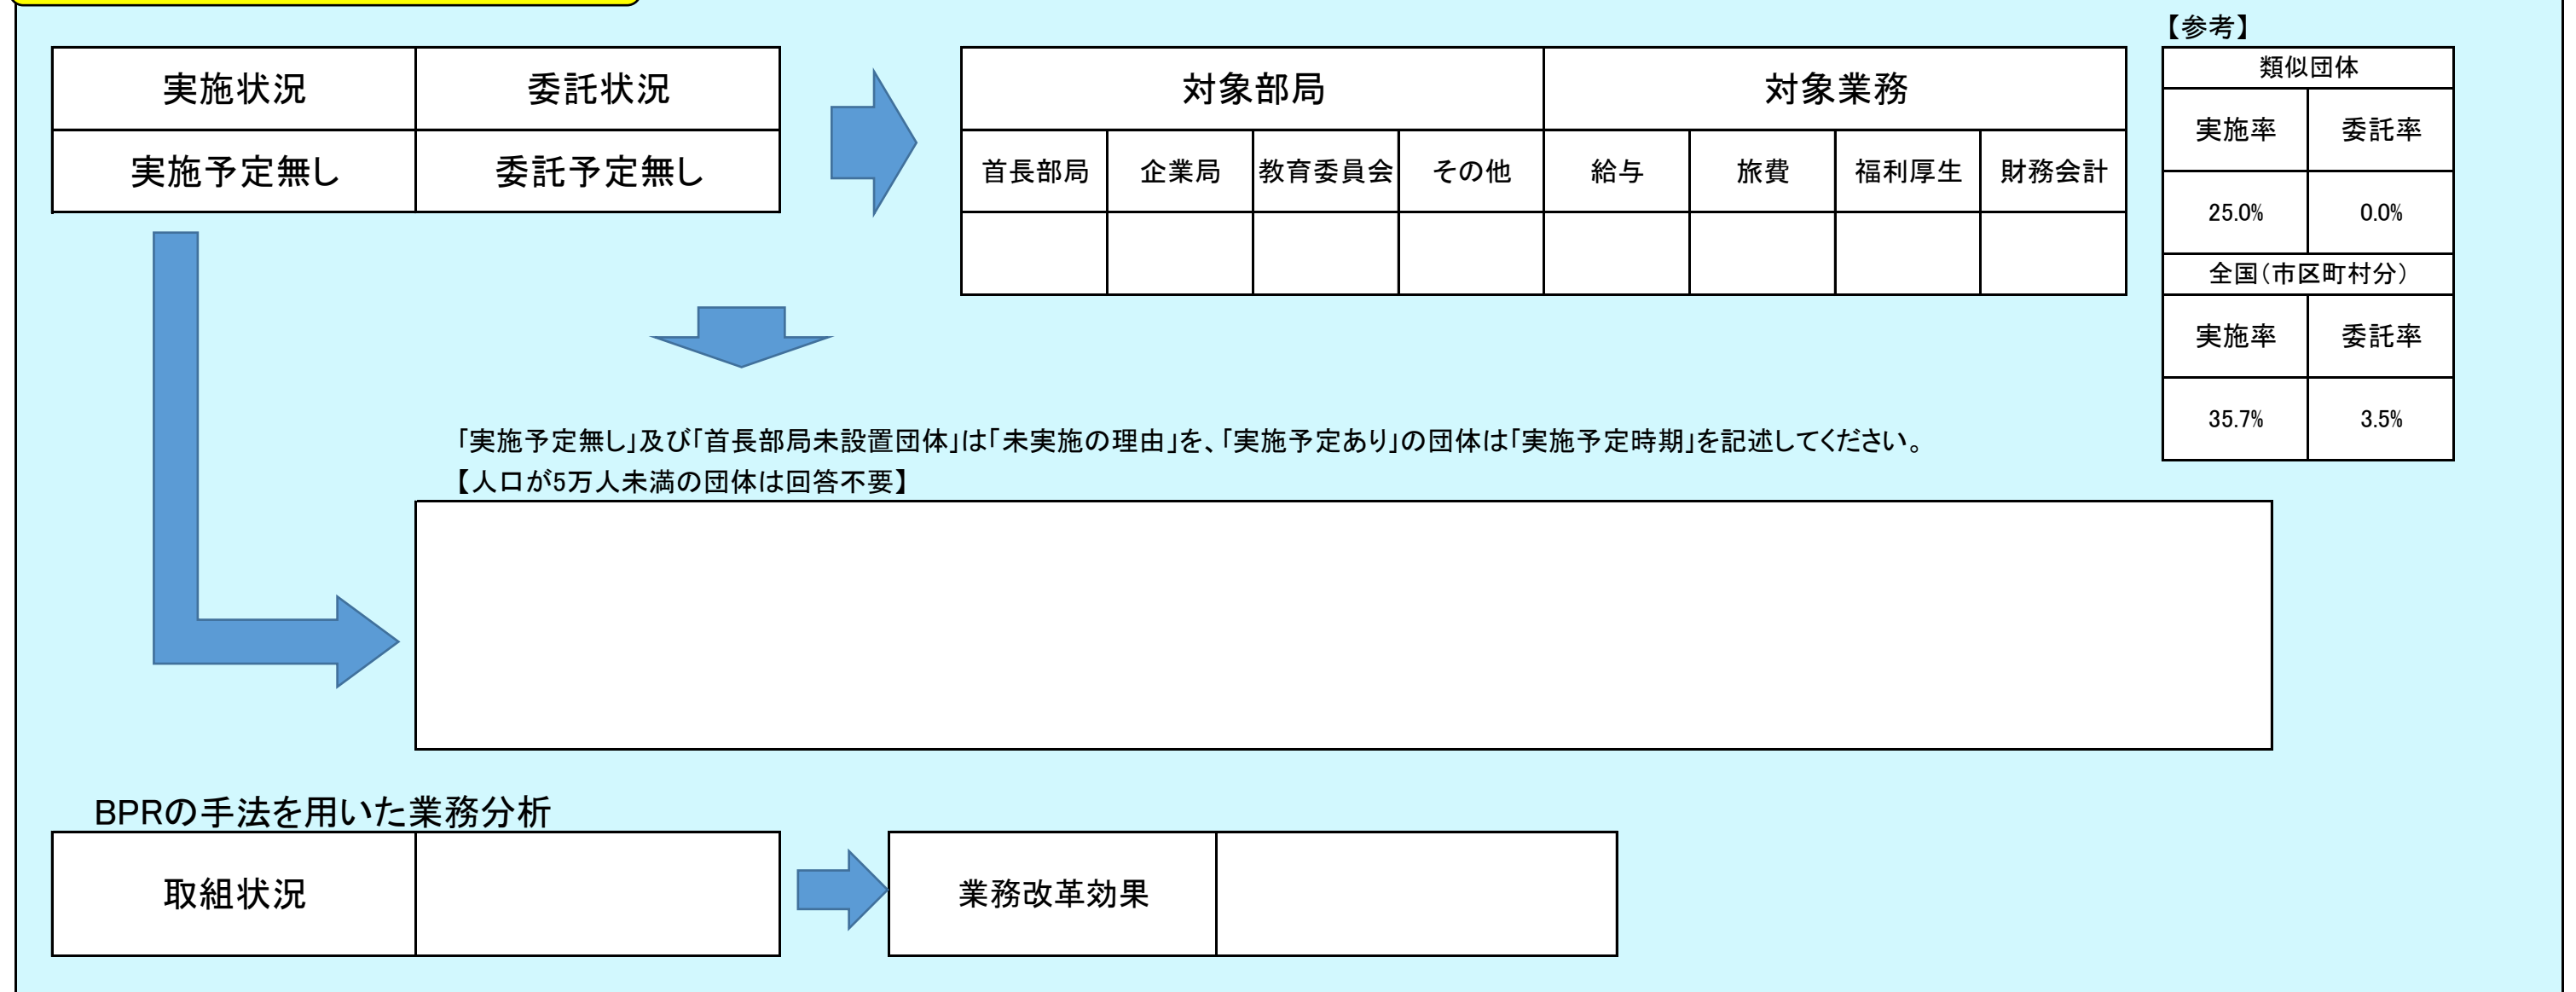 【参考】
実施状況 委託状況
実施予定無し 委託予定無し
対象部局 対象業務
首長部局 企業局 教育委員会 その他 給与 旅費 福利厚生 財務会計
類似団体
実施率 委託率
25.0% 0.0%
全国(市区町村分)
実施率 委託率
35.7% 3.5%
「実施予定無し」及び「首長部局未設置団体」は「未実施の理由」を、「実施予定あり」の団体は「実施予定時期」を記述してください。
【人口が5万人未満の団体は回答不要】
BPRの手法を用いた業務分析
取組状況 業務改革効果